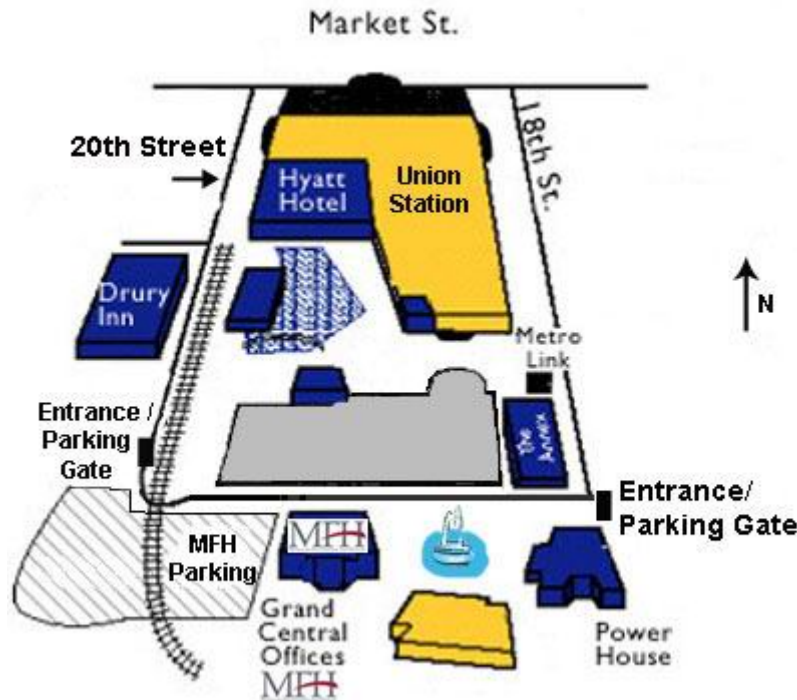 Market St.
20th Street
18th St.
Hyatt
Hotel
Union
Station
Drury
Inn
N
Metro
Link
Entrance /
Parking
Gate
The Annex
Entrance/
Parking Gate
MFH
Parking
MFH
Grand
Central
Offices
MFH
Power
House